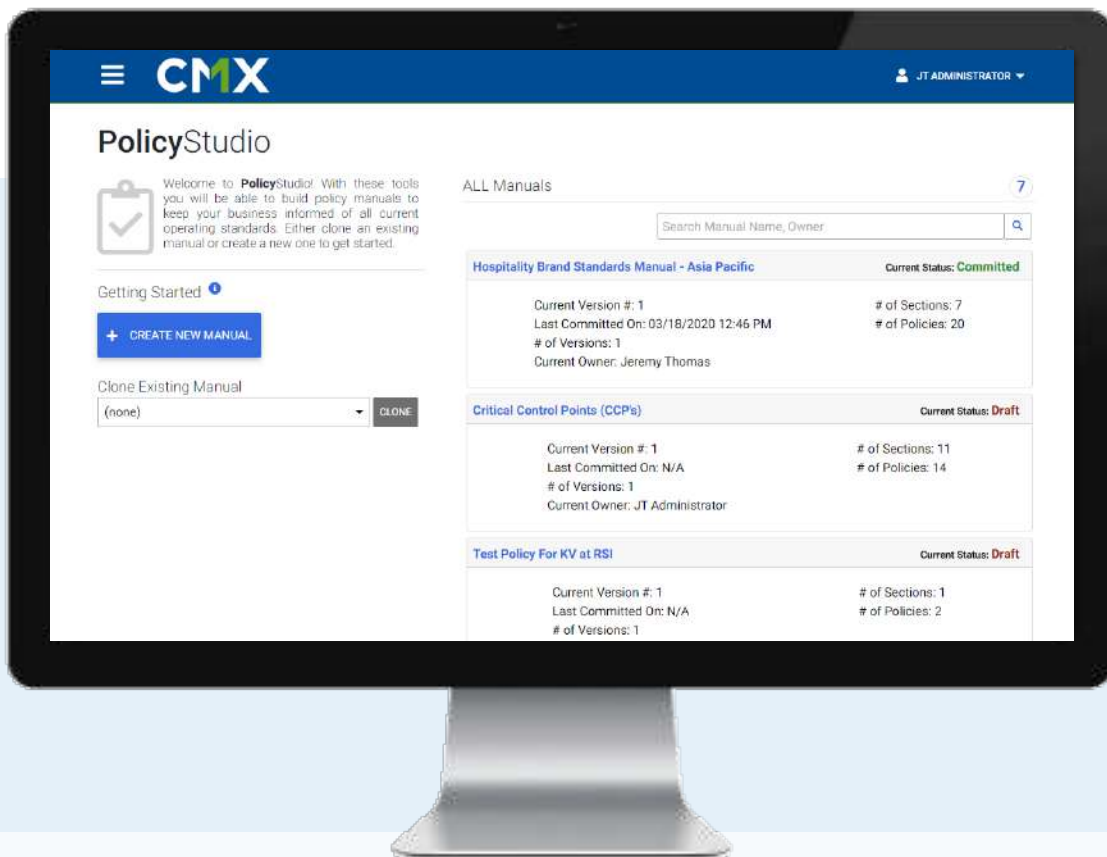 CMX
JT ADMINISTRATOR
PolicyStudio
Welcome to PolicyStudio! With these tools
you will be able to build policy manuals to
keep your business informed of all current
operating standards. Either clone an existing
manual or create a new one to get started.
Getting Started
+ CREATE NEW MANUAL
Clone Existing Manual
(none)
CLONE
ALL Manuals
7
Search Manual Name, Owner
Hospitality Brand Standards Manual - Asia Pacific
Current Status: Committed
Current Version #: 1
Last Committed On: 03/18/2020 12:46 PM
# of Versions: 1
Current Owner: Jeremy Thomas
# of Sections: 7
# of Policies: 20
Critical Control Points (CCP's)
Current Status: Draft
Current Version #: 1
Last Committed On: N/A
# of Versions: 1
Current Owner: JT Administrator
# of Sections: 11
# of Policies: 14
Test Policy For KV at RSI
Current Status: Draft
Current Version #: 1
Last Committed On: N/A
# of Versions: 1
# of Sections: 1
# of Policies: 2